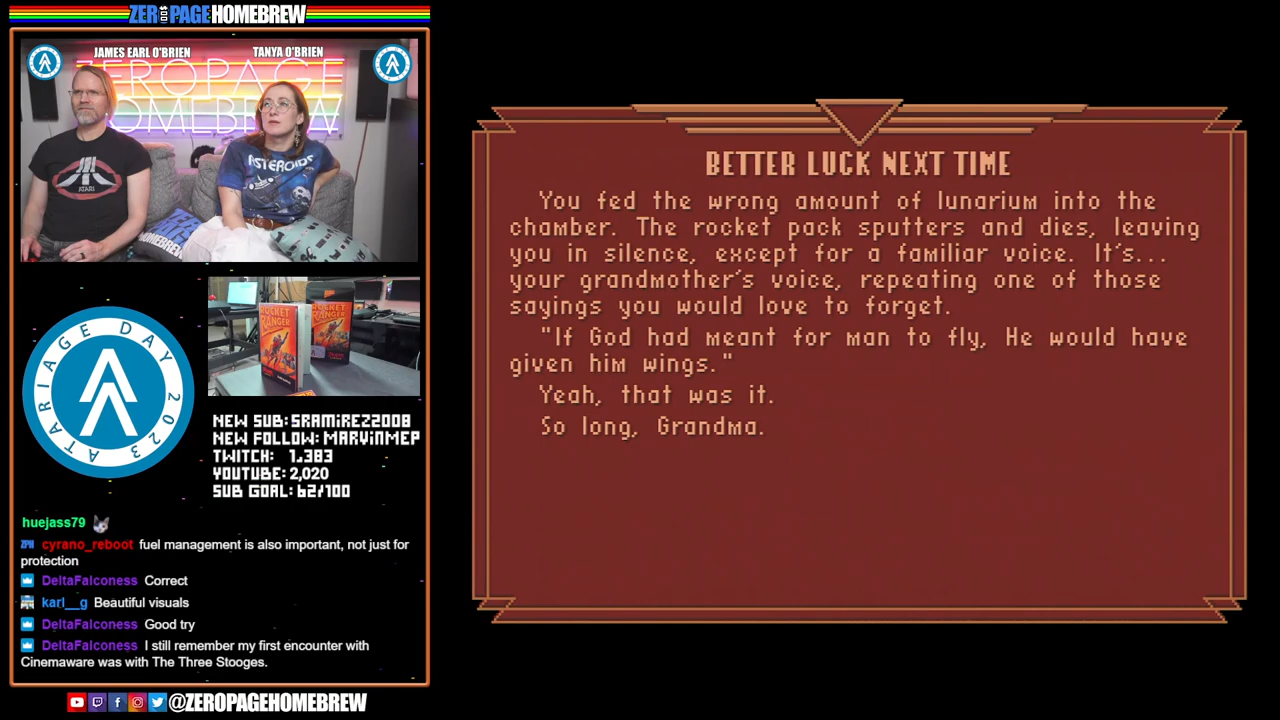 ZEROPAGE HOMEBREW
JAMES EARL O'BRIEN
TANYA O'BRIEN
ZEROPAGE
HOMEBREW
ATARI
ASTEROIDS
HOMEBREW
ROCKET
RANGER
ATARIAGE DAY 2023
NEW SUB: SRAMIREZ2008
NEW FOLLOW: MARVINMEP
TWITCH: 1,383
YOUTUBE: 2,020
SUB GOAL: 62/100
huejass79
cyrano_reboot fuel management is also important, not just for
protection
DeltaFalconess Correct
karl__g Beautiful visuals
DeltaFalconess Good try
DeltaFalconess I still remember my first encounter with
Cinemaware was with The Three Stooges.
@ZEROPAGEHOMEBREW
BETTER LUCK NEXT TIME
You fed the wrong amount of lunarium into the
chamber. The rocket pack sputters and dies, leaving
you in silence, except for a familiar voice. It's...
your grandmother's voice, repeating one of those
sayings you would love to forget.
"If God had meant for man to fly, He would have
given him wings."
Yeah, that was it.
So long, Grandma.